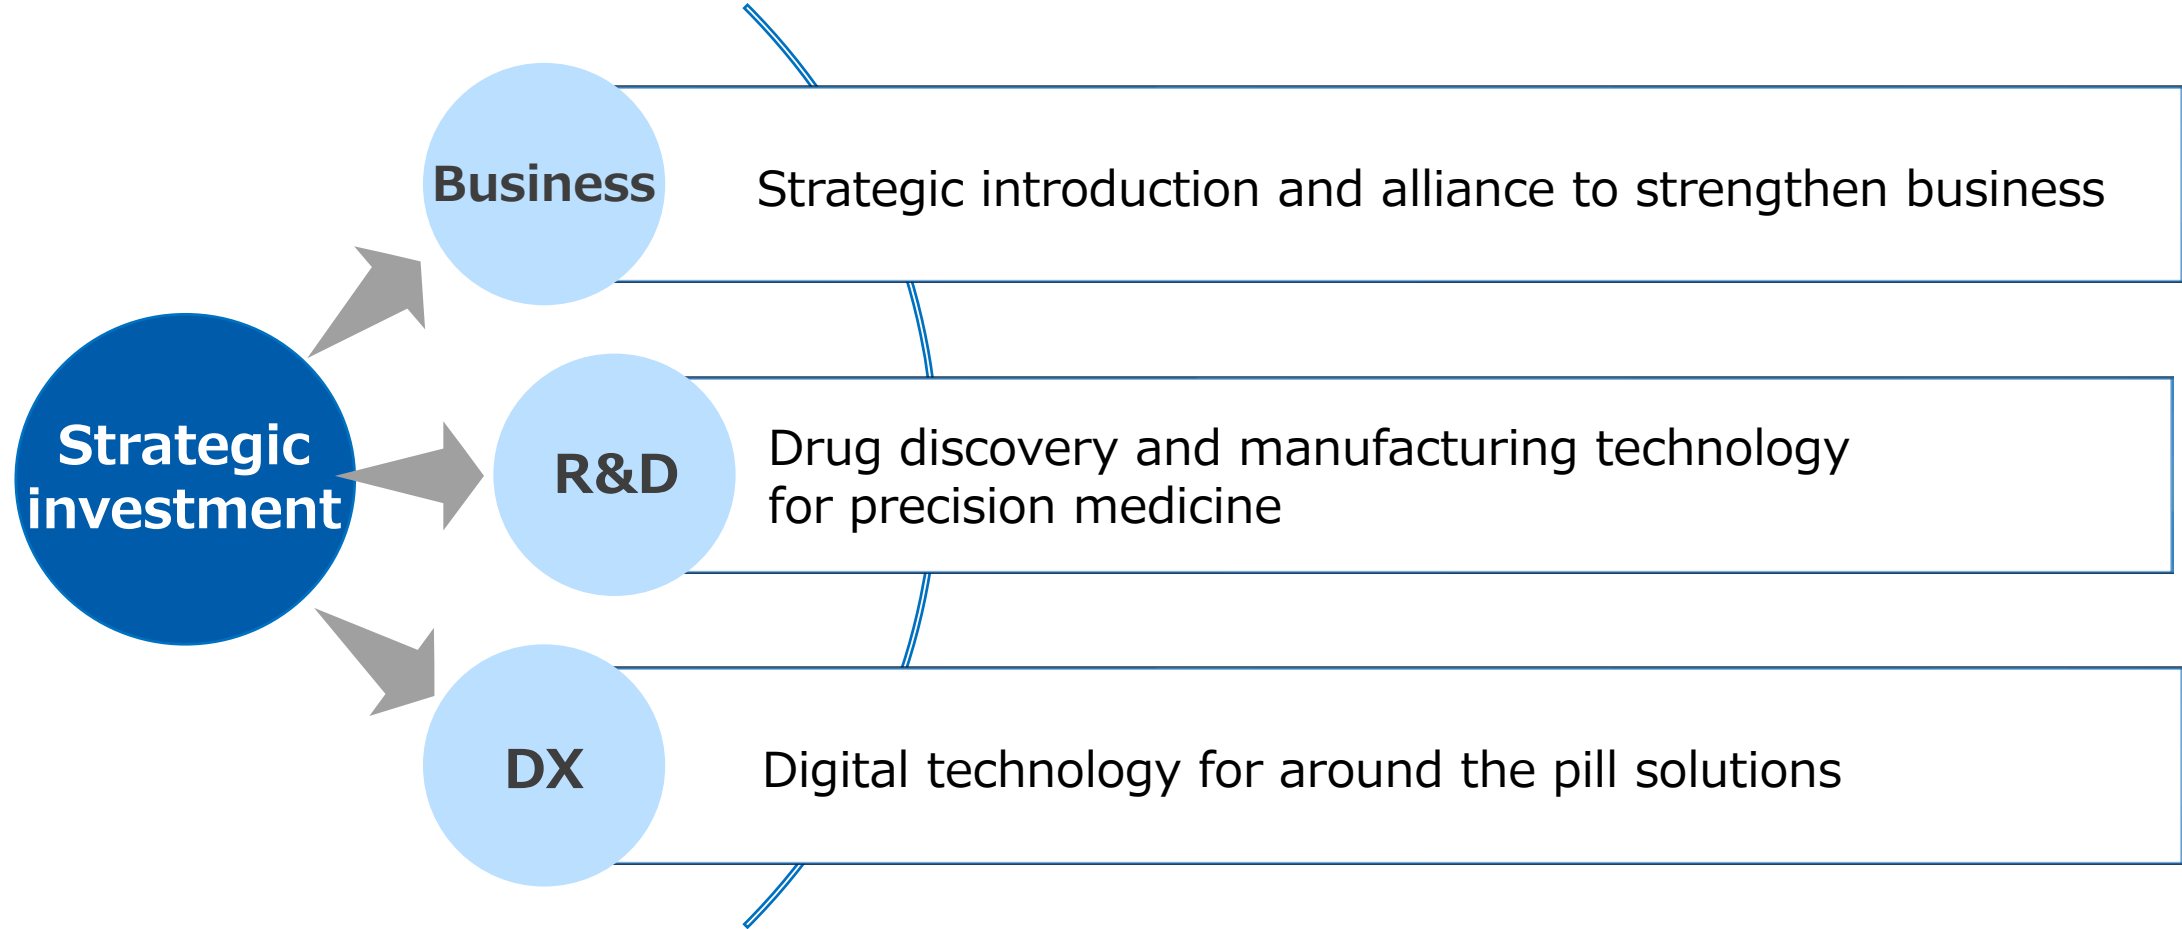 Business
Strategic introduction and alliance to strengthen business
Strategic
investment
R&D
Drug discovery and manufacturing technology
for precision medicine
DX
Digital technology for around the pill solutions